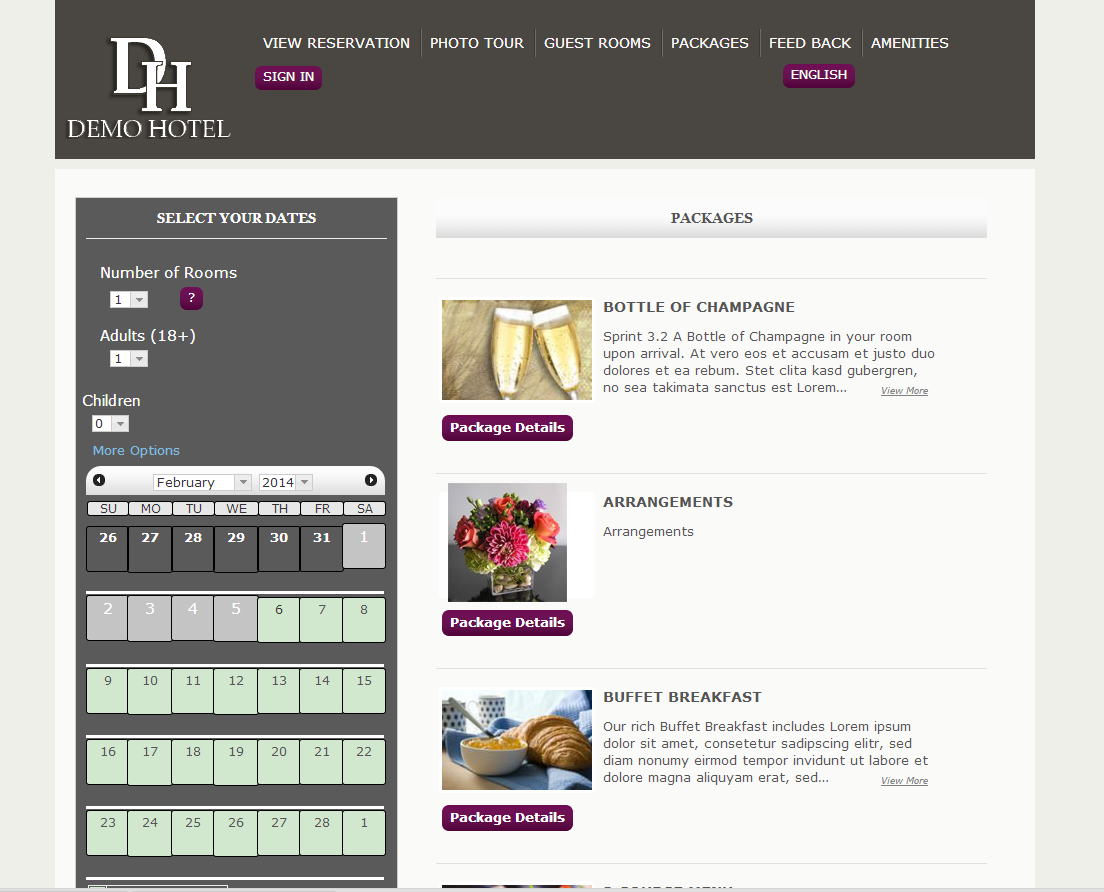 DH
DEMO HOTEL
VIEW RESERVATION
PHOTO TOUR
GUEST ROOMS
PACKAGES
FEED BACK
AMENITIES
SIGN IN
ENGLISH
SELECT YOUR DATES
Number of Rooms
1
?
Adults (18+)
1
Children
0
More Options
February 2014
SU MO TU WE TH FR SA
26 27 28 29 30 31 1
2 3 4 5 6 7 8
9 10 11 12 13 14 15
16 17 18 19 20 21 22
23 24 25 26 27 28 1
PACKAGES
BOTTLE OF CHAMPAGNE
Sprint 3.2 A Bottle of Champagne in your room
upon arrival. At vero eos et accusam et justo duo
dolores et ea rebum. Stet clita kasd gubergren,
no sea takimata sanctus est Lorem... View More
Package Details
ARRANGEMENTS
Arrangements
Package Details
BUFFET BREAKFAST
Our rich Buffet Breakfast includes Lorem ipsum
dolor sit amet, consetetur sadipscing elitr, sed
diam nonumy eirmod tempor invidunt ut labore et
dolore magna aliquyam erat, sed... View More
Package Details